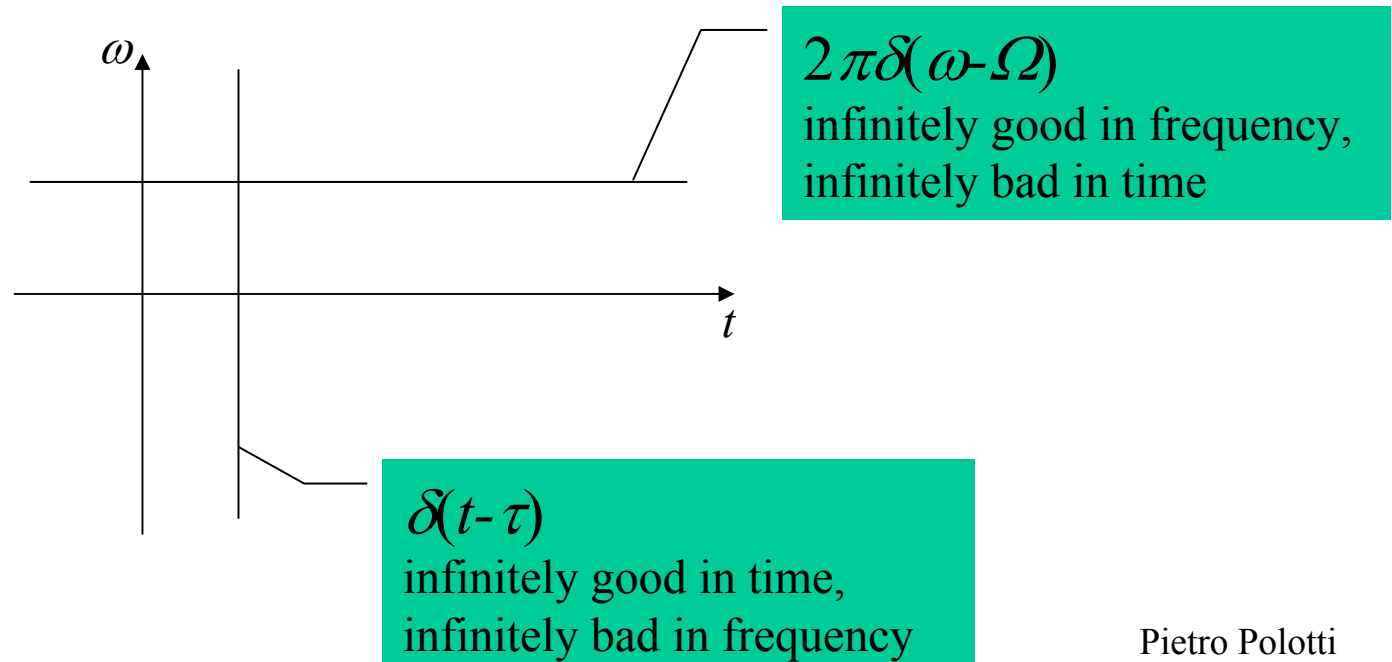 ω
2πδ(ω-Ω)
infinitely good in frequency,
infinitely bad in time
t
δ(t-τ)
infinitely good in time,
infinitely bad in frequency
Pietro Polotti